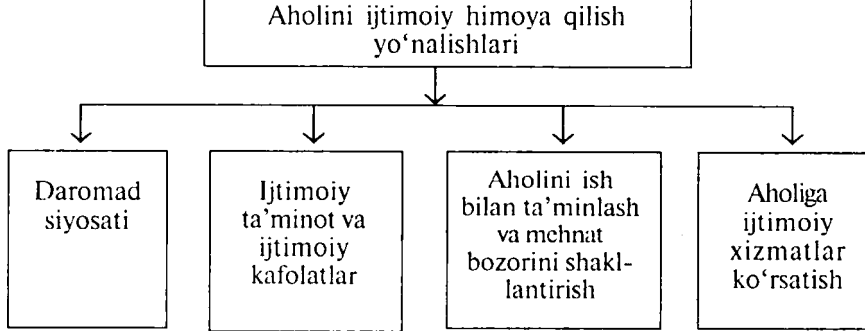 Aholini ijtimoiy himoya qilish
yo‘nalishlari
Daromad
siyosati
Ijtimoiy
ta’minot va
ijtimoiy
kafolatlar
Aholini ish
bilan ta’minlash
va mehnat
bozorini shakl-
lantirish
Aholiga
ijtimoiy
xizmatlar
ko‘rsatish